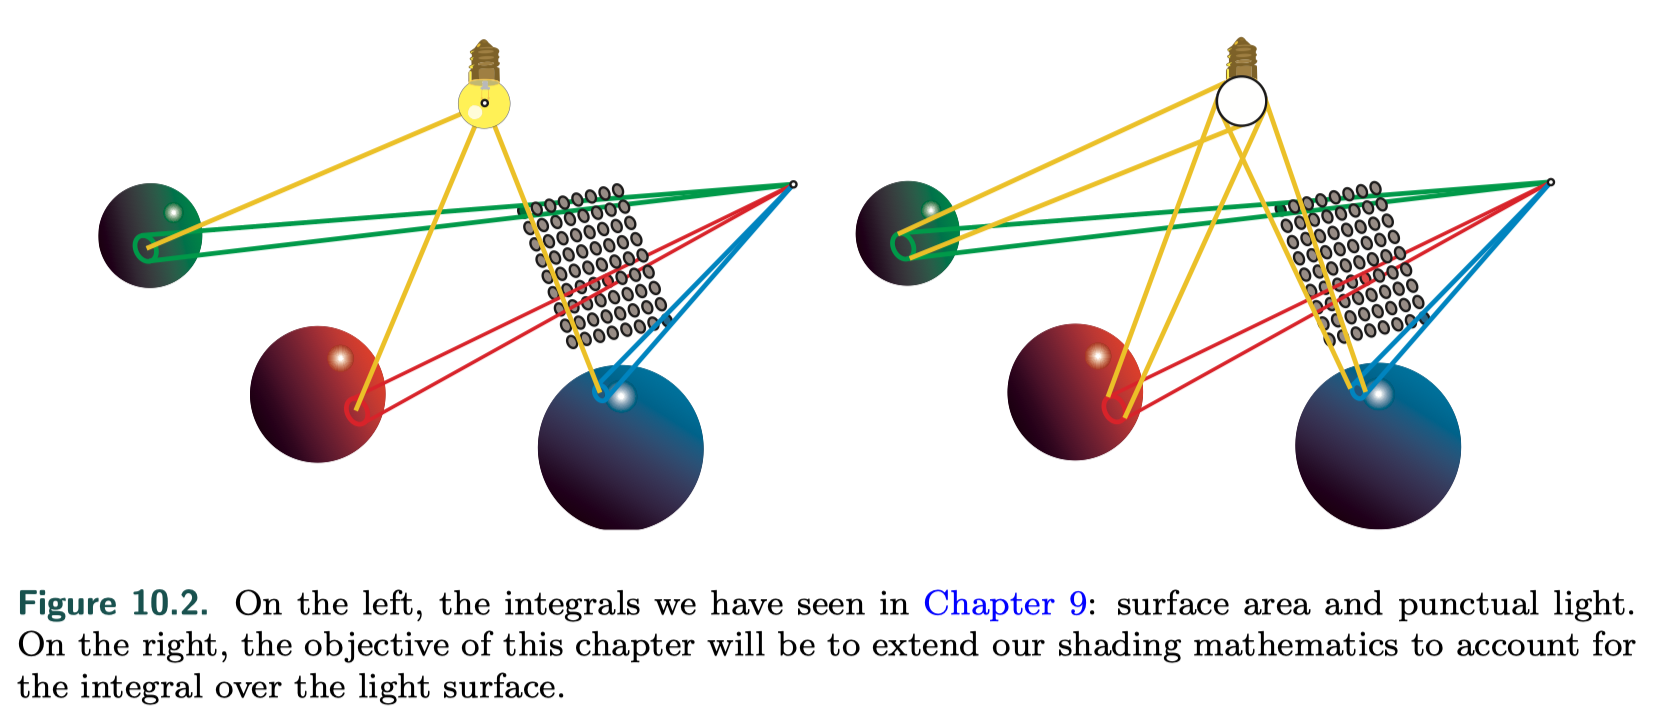 Figure 10.2. On the left, the integrals we have seen in Chapter 9: surface area and punctual light.
On the right, the objective of this chapter will be to extend our shading mathematics to account for
the integral over the light surface.